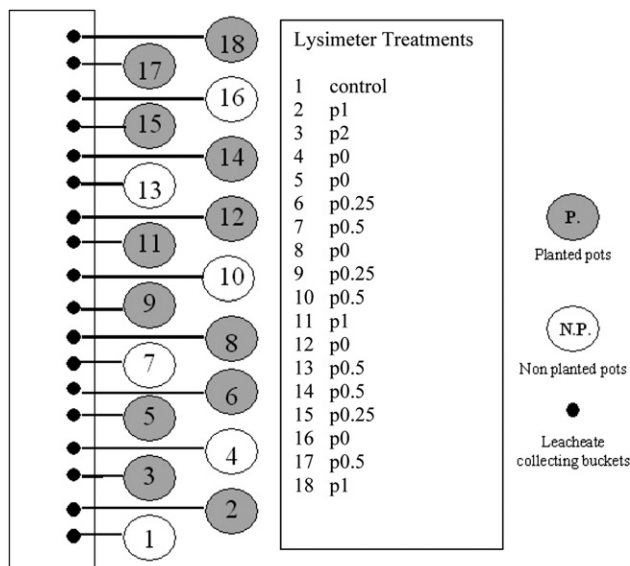 18
17
16
15
14
13
12
11
10
9
8
7
6
5
4
3
2
1
Lysimeter Treatments
1 control
2 p1
3 p2
4 p0
5 p0
6 p0.25
7 p0.5
8 p0
9 p0.25
10 p0.5
11 p1
12 p0
13 p0.5
14 p0.5
15 p0.25
16 p0
17 p0.5
18 p1
P.
Planted pots
N.P.
Non planted pots
Leacheate
collecting buckets